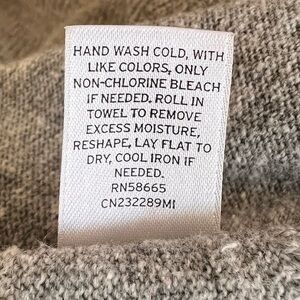 HAND WASH COLD, WITH
LIKE COLORS, ONLY
NON-CHLORINE BLEACH
IF NEEDED. ROLL IN
TOWEL TO REMOVE
EXCESS MOISTURE,
RESHAPE, LAY FLAT TO
DRY, COOL IRON IF
NEEDED.
RN58665
CN232289MI